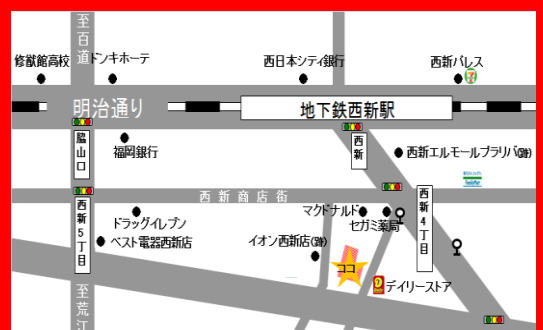 至百道
修猷館高校
ドンキホーテ
西日本シティ銀行
西新パレス
明治通り
地下鉄西新駅
脇山口
福岡銀行
西新
西新エルモールプラリバ(跡)
西新商店街
西新5丁目
ドラッグイレブン
ベスト電器西新店
マクドナルド
セガミ薬局
西新4丁目
イオン西新店(跡)
ココ
デイリーストア
至荒江